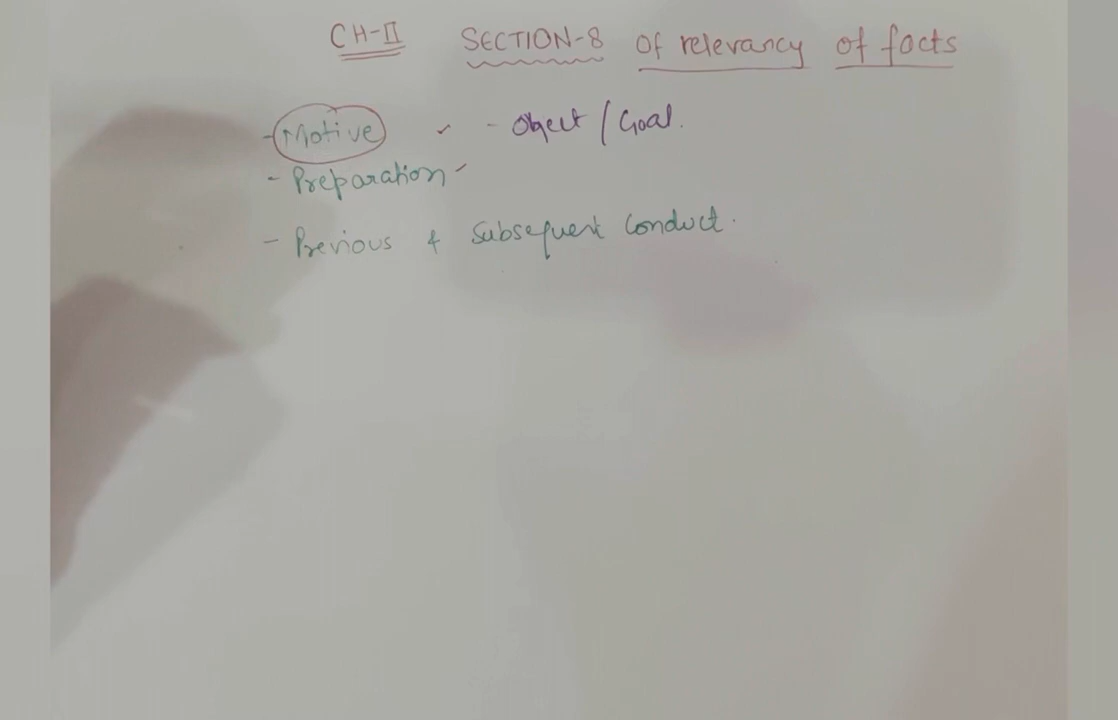 CH-II SECTION-8 Of relevancy of facts
- Motive ✓ - Object / Goal.
- Preparation -
- Previous & Subsequent Conduct.